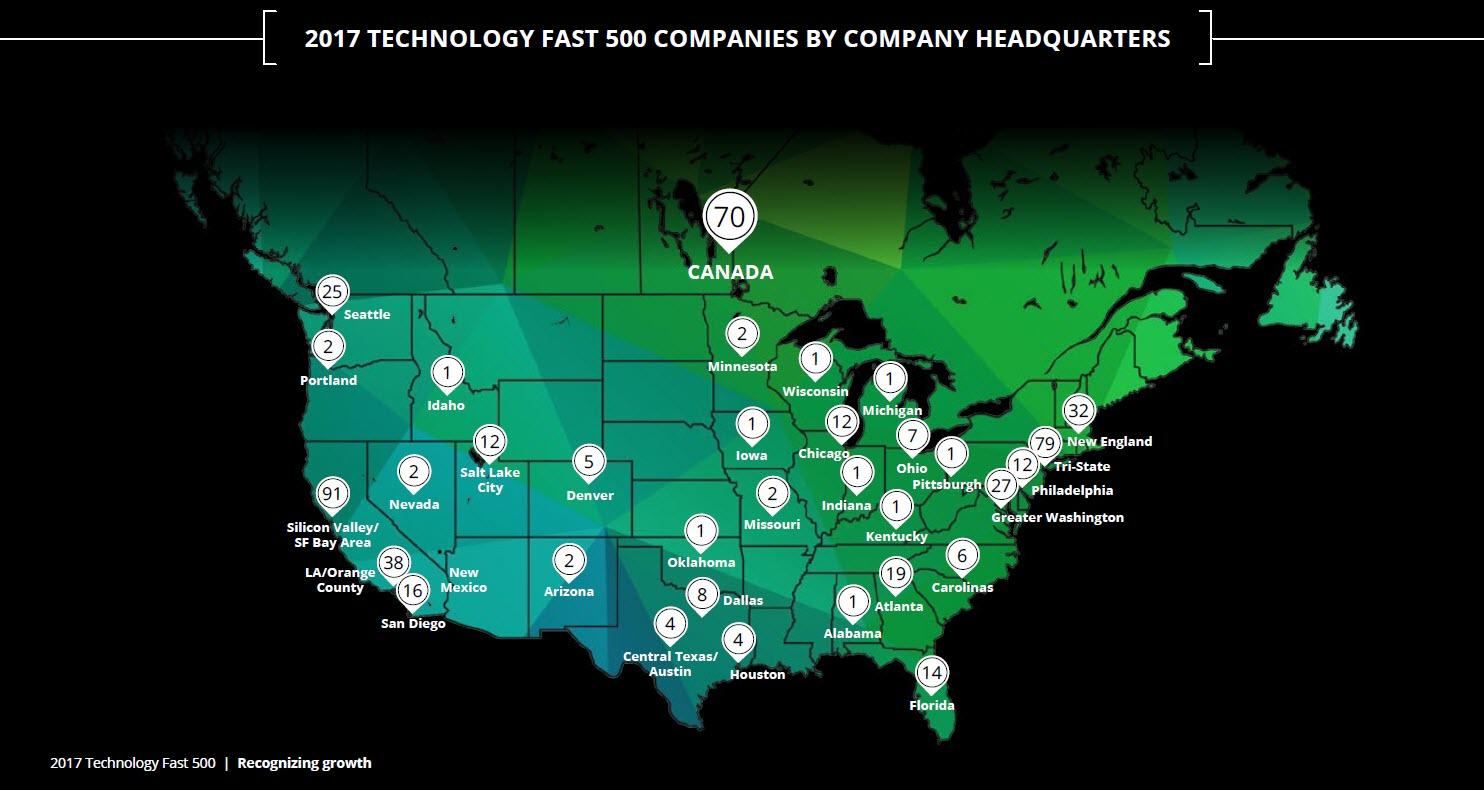 2017 TECHNOLOGY FAST 500 COMPANIES BY COMPANY HEADQUARTERS
70
CANADA
25
Seattle
2
Portland
1
Idaho
2
Minnesota
1
Wisconsin
1
Michigan
32
New England
12
Salt Lake
City
5
Denver
1
Iowa
12
Chicago
7
Ohio
1
Pittsburgh
79
Tri-State
12
Philadelphia
27
Greater Washington
91
Silicon Valley/
SF Bay Area
2
Nevada
2
Missouri
1
Indiana
1
Kentucky
38
LA/Orange
County
16
San Diego
New
Mexico
2
Arizona
1
Oklahoma
8
Dallas
4
Central Texas/
Austin
4
Houston
1
Alabama
19
Atlanta
6
Carolinas
14
Florida
2017 Technology Fast 500 | Recognizing growth